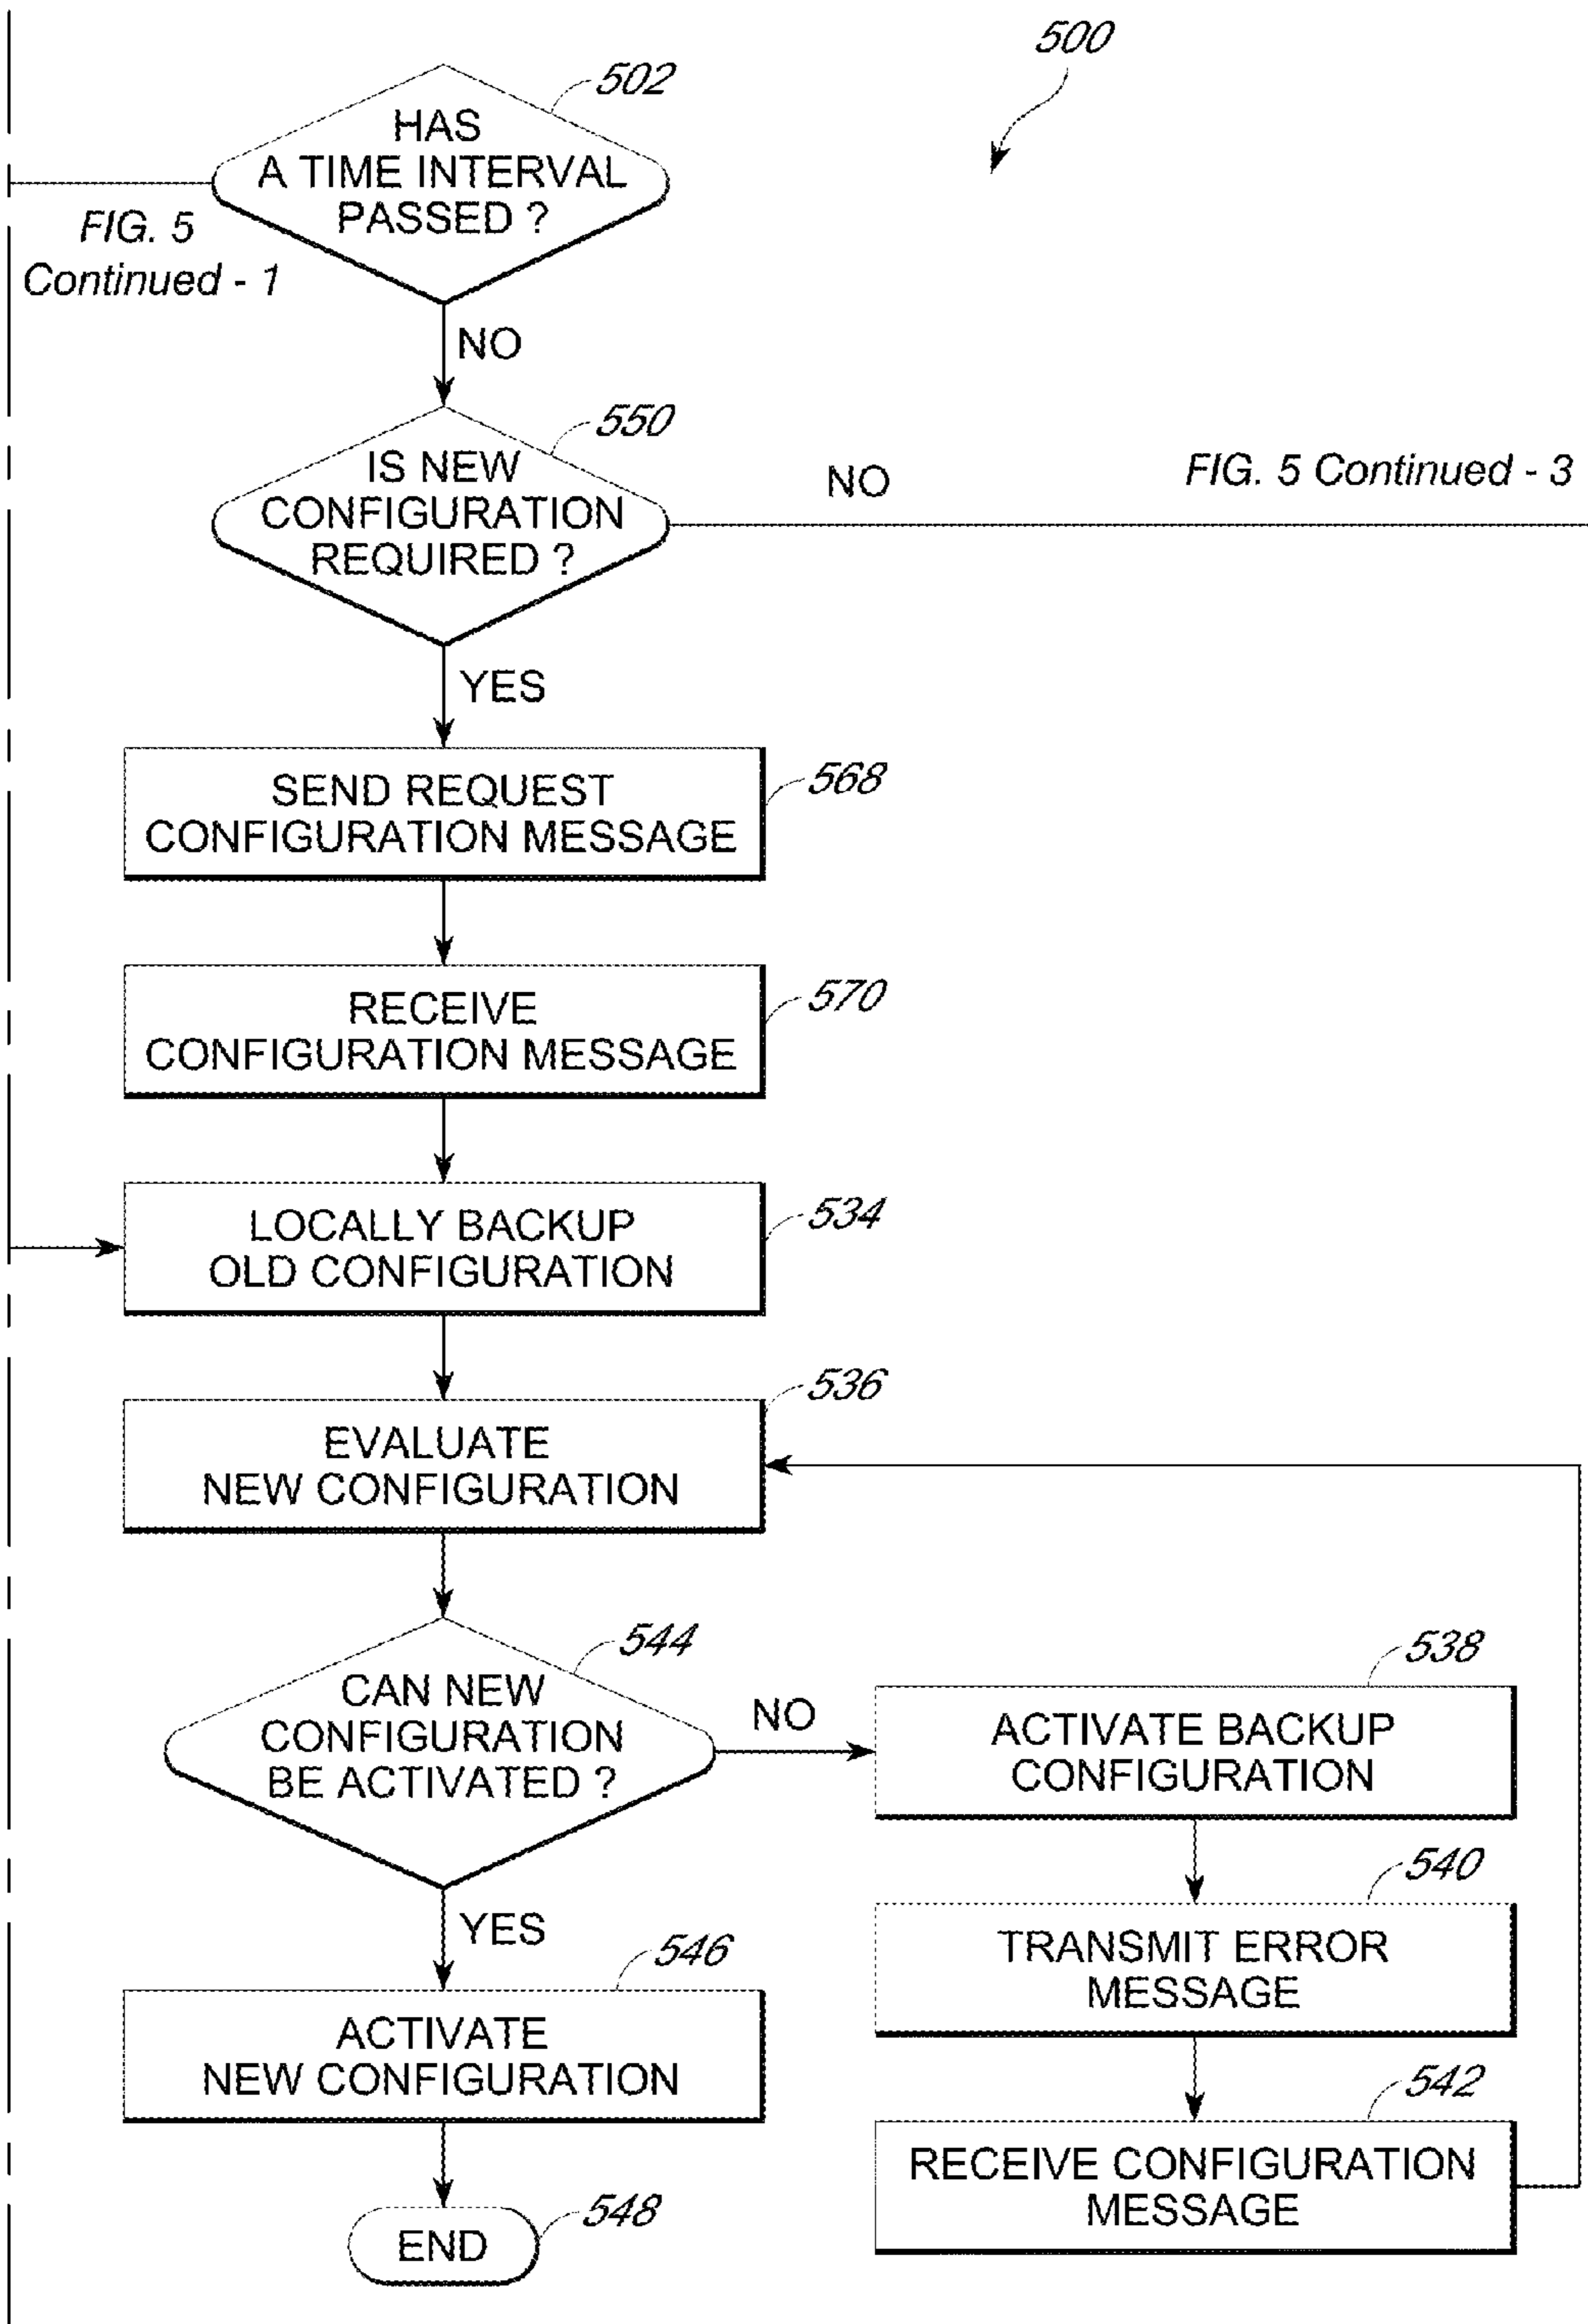 500
502
HAS
A TIME INTERVAL
PASSED ?
FIG. 5
Continued - 1
NO
550
IS NEW
CONFIGURATION
REQUIRED ?
NO
FIG. 5 Continued - 3
YES
568
SEND REQUEST
CONFIGURATION MESSAGE
570
RECEIVE
CONFIGURATION MESSAGE
534
LOCALLY BACKUP
OLD CONFIGURATION
536
EVALUATE
NEW CONFIGURATION
544
CAN NEW
CONFIGURATION
BE ACTIVATED ?
NO
538
ACTIVATE BACKUP
CONFIGURATION
540
TRANSMIT ERROR
MESSAGE
542
RECEIVE CONFIGURATION
MESSAGE
YES
546
ACTIVATE
NEW CONFIGURATION
548
END